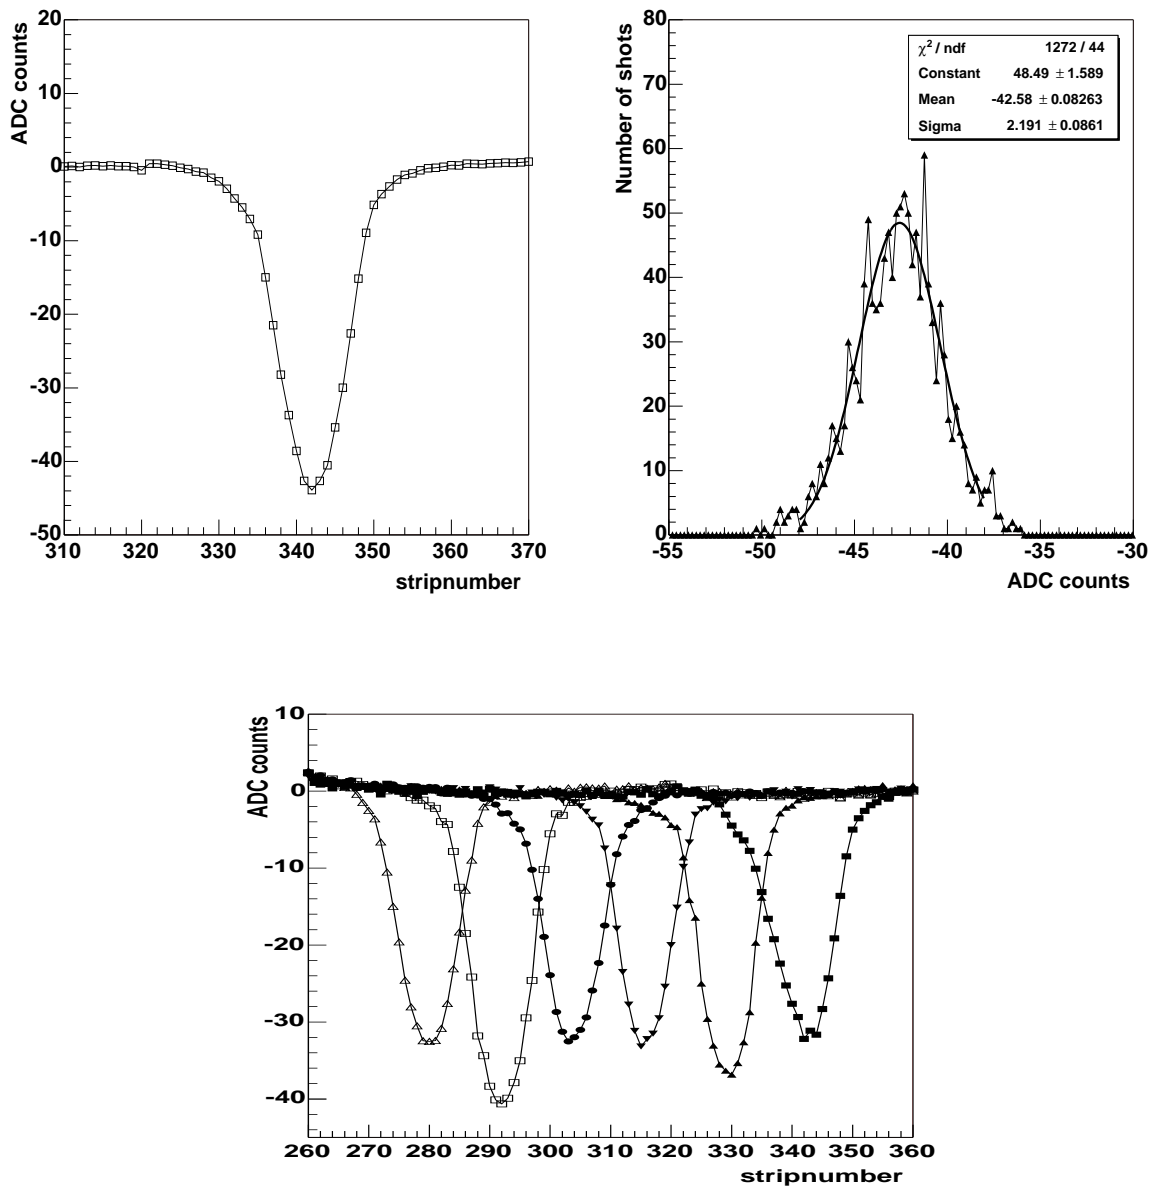 ADC counts
20
10
0
-10
-20
-30
-40
-50
310 320 330 340 350 360 370
stripnumber
Number of shots
80
70
60
50
40
30
20
10
0
χ2 / ndf 1272 / 44
Constant 48.49 ± 1.589
Mean -42.58 ± 0.08263
Sigma 2.191 ± 0.0861
-55 -50 -45 -40 -35 -30
ADC counts
ADC counts
10
0
-10
-20
-30
-40
260 270 280 290 300 310 320 330 340 350 360
stripnumber